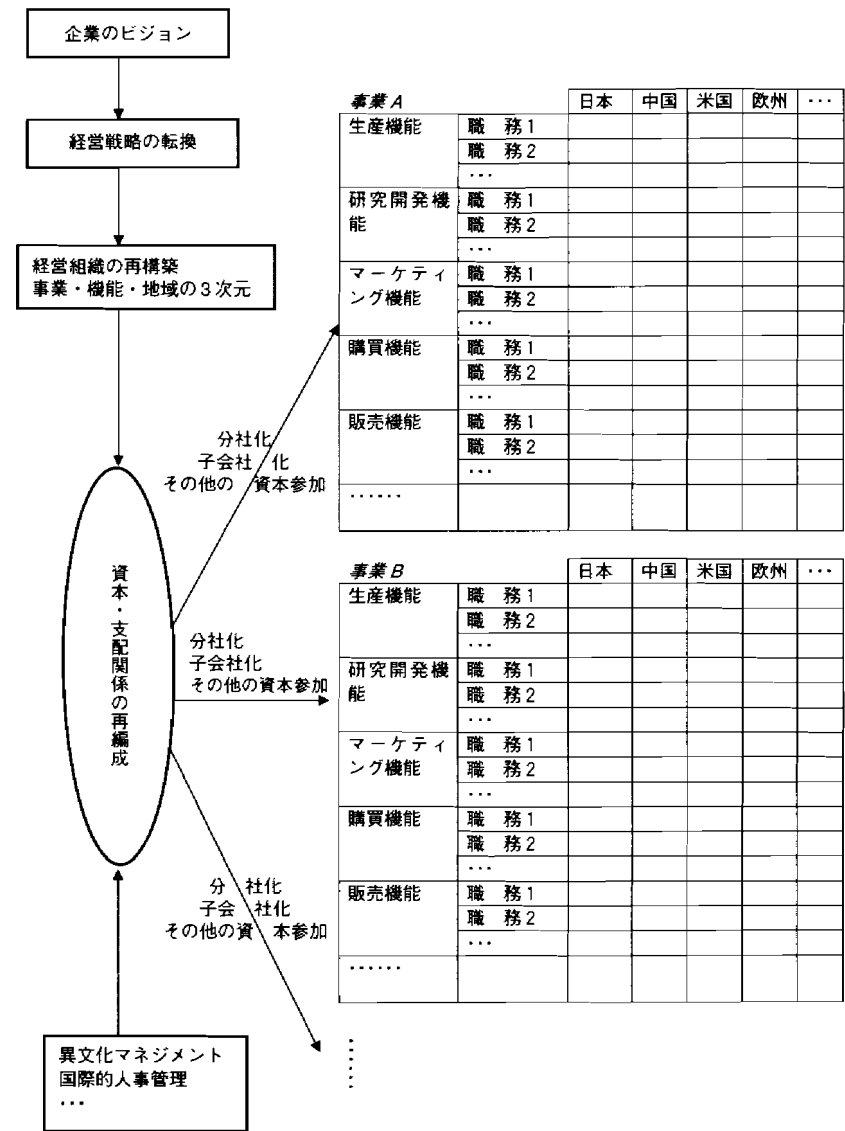 企業のビジョン
経営戦略の転換
経営組織の再構築
事業・機能・地域の3次元
資本・支配関係の再編成
異文化マネジメント
国際的人事管理
・・・
分社化
子会社化
その他の資本参加
事業A 日本 中国 米国 欧州 ・・・
生産機能 職 務1
職 務2
・・・
研究開発機 職 務1
能 職 務2
・・・
マーケティ 職 務1
ング機能 職 務2
・・・
購買機能 職 務1
職 務2
・・・
販売機能 職 務1
職 務2
・・・
・・・・・・
分社化
子会社化
その他の資本参加
事業B 日本 中国 米国 欧州 ・・・
生産機能 職 務1
職 務2
・・・
研究開発機 職 務1
能 職 務2
・・・
マーケティ 職 務1
ング機能 職 務2
・・・
購買機能 職 務1
職 務2
・・・
販売機能 職 務1
職 務2
・・・
・・・・・・
分社化
子会社化
その他の資本参加
・・・・・・